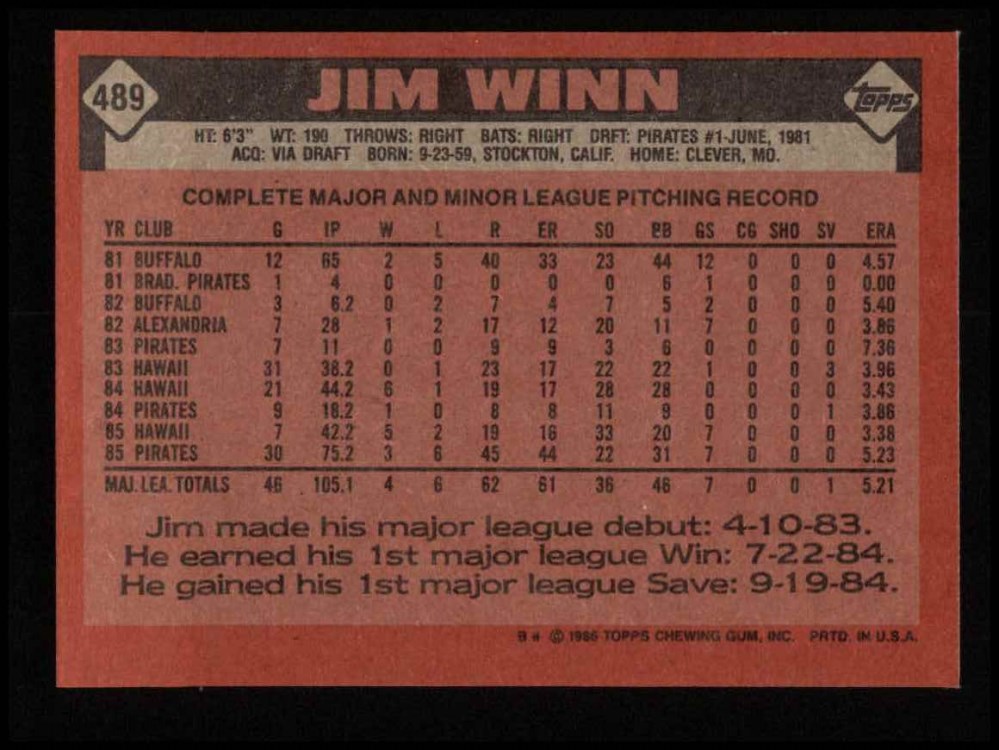 489 JIM WINN TOPPS
HT: 6'3" WT: 190 THROWS: RIGHT BATS: RIGHT DRFT: PIRATES #1-JUNE, 1981
ACQ: VIA DRAFT BORN: 9-23-59, STOCKTON, CALIF. HOME: CLEVER, MO.
COMPLETE MAJOR AND MINOR LEAGUE PITCHING RECORD
YR CLUB G IP W L R ER SO BB GS CG SHO SV ERA
81 BUFFALO 12 65 2 5 40 33 23 44 12 0 0 0 4.57
81 BRAD. PIRATES 1 4 0 0 0 0 0 6 1 0 0 0 0.00
82 BUFFALO 3 6.2 0 2 7 4 7 5 2 0 0 0 5.40
82 ALEXANDRIA 7 28 1 2 17 12 20 11 7 0 0 0 3.86
83 PIRATES 7 11 0 0 9 9 3 6 0 0 0 0 7.36
83 HAWAII 31 38.2 0 1 23 17 22 22 1 0 0 3 3.96
84 HAWAII 21 44.2 6 1 19 17 28 28 0 0 0 0 3.43
84 PIRATES 9 18.2 1 0 8 8 11 9 0 0 0 1 3.86
85 HAWAII 7 42.2 5 2 19 16 33 20 7 0 0 0 3.38
85 PIRATES 30 75.2 3 6 45 44 22 31 7 0 0 0 5.23
MAJ. LEA. TOTALS 46 105.1 4 6 62 61 36 46 7 0 0 1 5.21
Jim made his major league debut: 4-10-83.
He earned his 1st major league Win: 7-22-84.
He gained his 1st major league Save: 9-19-84.
© 1986 TOPPS CHEWING GUM, INC. PRTD. IN U.S.A.